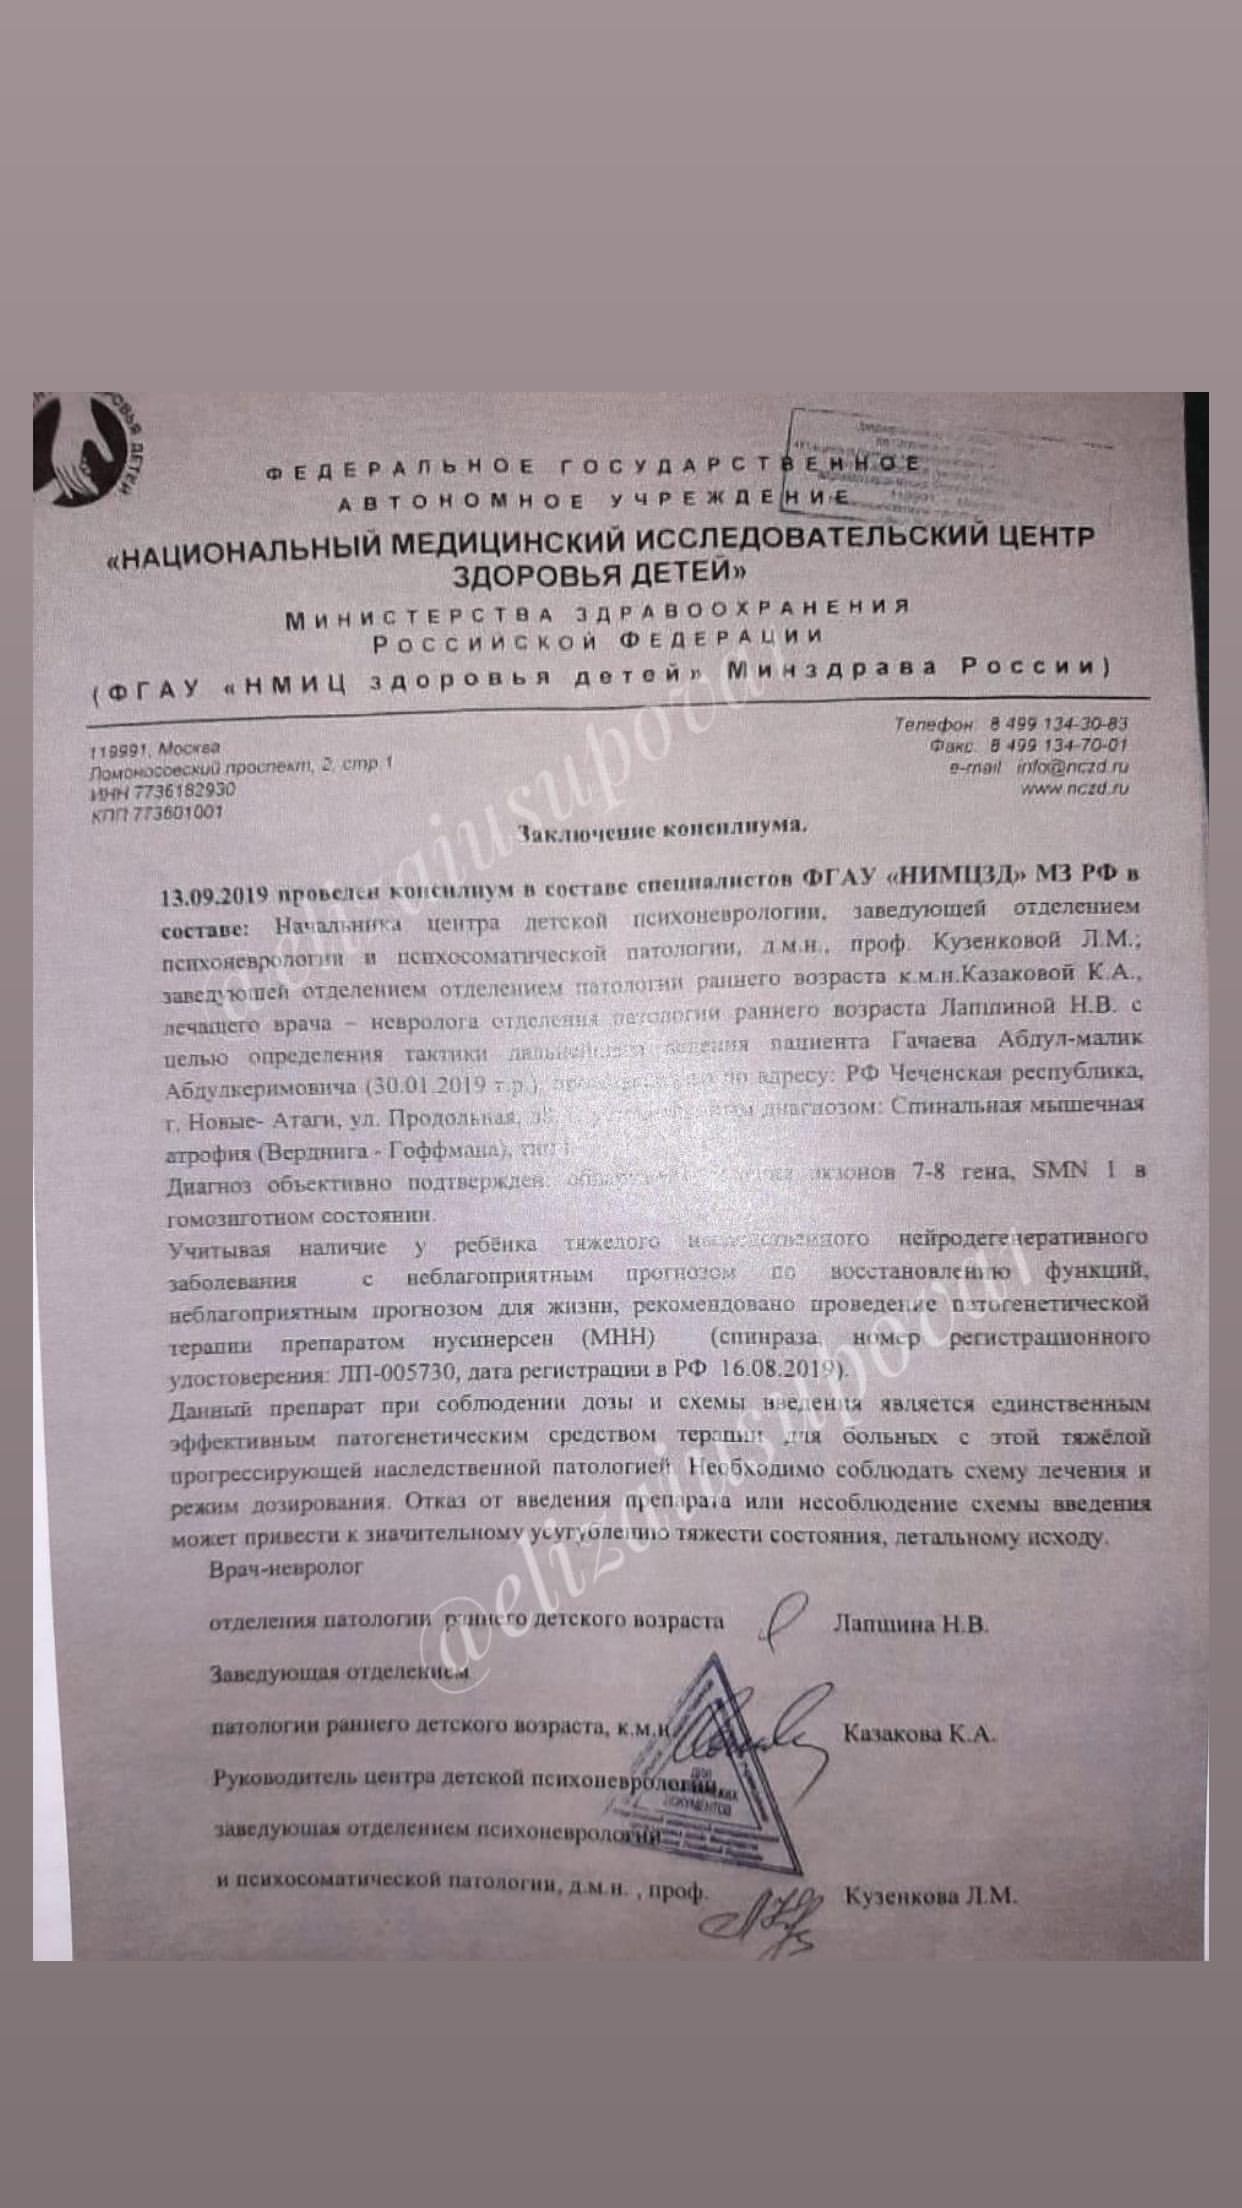 ЗДОРОВЬЯ ДЕТЕЙ
ФЕДЕРАЛЬНОЕ ГОСУДАРСТВЕННОЕ
АВТОНОМНОЕ УЧРЕЖДЕНИЕ
«НАЦИОНАЛЬНЫЙ МЕДИЦИНСКИЙ ИССЛЕДОВАТЕЛЬСКИЙ ЦЕНТР
ЗДОРОВЬЯ ДЕТЕЙ»
МИНИСТЕРСТВА ЗДРАВООХРАНЕНИЯ
РОССИЙСКОЙ ФЕДЕРАЦИИ
(ФГАУ «НМИЦ здоровья детей» Минздрава России)
119991, Москва
Ломоносовский проспект, 2, стр 1
ИНН 7736182930
КПП 773601001
Телефон 8 499 134-30-83
Факс 8 499 134-70-01
e-mail info@nczd.ru
www.nczd.ru
Заключение консилиума.
13.09.2019 проведен консилиум в составе специалистов ФГАУ «НИМЦЗД» МЗ РФ в
составе: Начальника центра детской психоневрологии, заведующей отделением
психоневрологии и психосоматической патологии, д.м.н., проф. Кузенковой Л.М.;
заведующей отделением отделением патологии раннего возраста к.м.н.Казаковой К.А.,
лечащего врача – невролога отделения патологии раннего возраста Лапшиной Н.В. с
целью определения тактики дальнейшего ведения пациента Гачаева Абдул-малик
Абдулкеримовича (30.01.2019 г.р.), по адресу: РФ Чеченская республика,
г. Новые- Атаги, ул. Продольная, диагнозом: Спинальная мышечная
атрофия (Верднига - Гоффмана), тип
Диагноз объективно подтвержден: экзонов 7-8 гена, SMN 1 в
гомозиготном состоянии.
Учитывая наличие у ребёнка тяжелого наследственного нейродегенеративного
заболевания с неблагоприятным прогнозом по восстановлению функций,
неблагоприятным прогнозом для жизни, рекомендовано проведение патогенетической
терапии препаратом нусинерсен (МНН) (спинраза, номер регистрационного
удостоверения: ЛП-005730, дата регистрации в РФ 16.08.2019).
Данный препарат при соблюдении дозы и схемы введения является единственным
эффективным патогенетическим средством терапии для больных с этой тяжёлой
прогрессирующей наследственной патологией. Необходимо соблюдать схему лечения и
режим дозирования. Отказ от введения препарата или несоблюдение схемы введения
может привести к значительному усугублению тяжести состояния, летальному исходу.
Врач-невролог
отделения патологии раннего детского возраста Лапшина Н.В.
Заведующая отделением
патологии раннего детского возраста, к.м.н. Казакова К.А.
Руководитель центра детской психоневрологии,
заведующая отделением психоневрологии
и психосоматической патологии, д.м.н. , проф. Кузенкова Л.М.
ДОКУМЕНТОВ
@elizaiusupova1
@elizaiusupova1